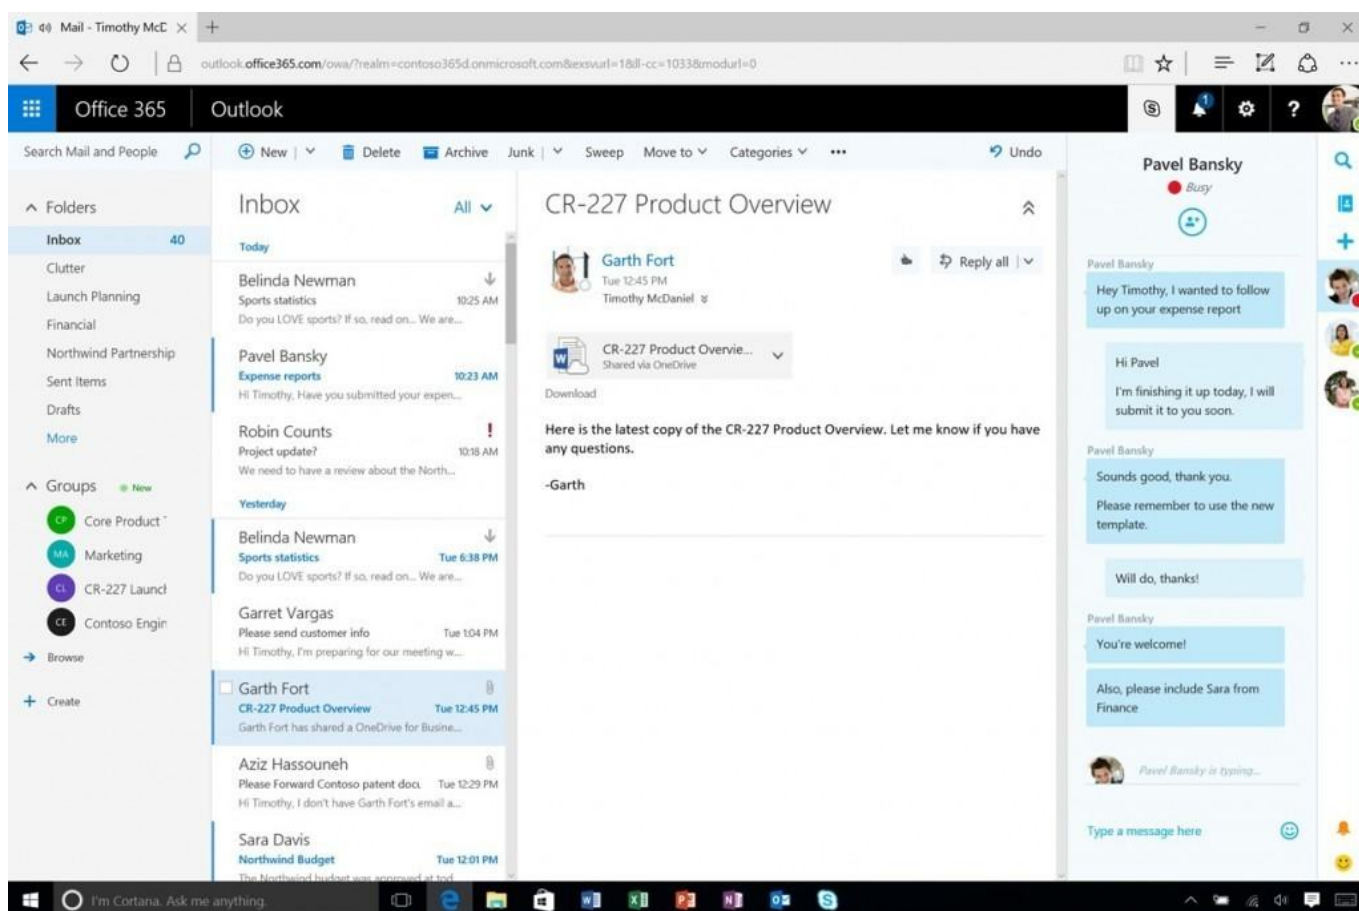 Mail - Timothy McD
outlook.office365.com/owa/?realm=contoso365d.onmicrosoft.com&exsvurl=1&ll-cc=1033&modurl=0
Office 365
Outlook
Search Mail and People
New
Delete
Archive
Junk
Sweep
Move to
Categories
Undo
Folders
Inbox 40
Clutter
Launch Planning
Financial
Northwind Partnership
Sent Items
Drafts
More
Groups
New
CP Core Product
MA Marketing
CL CR-227 Launch
CE Contoso Engin
Browse
Create
Inbox
All
Today
Belinda Newman
Sports statistics 10:25 AM
Do you LOVE sports? If so, read on... We are...
Pavel Bansky
Expense reports 10:23 AM
Hi Timothy, Have you submitted your expen...
Robin Counts
Project update? 10:18 AM
We need to have a review about the North...
Yesterday
Belinda Newman
Sports statistics Tue 6:38 PM
Do you LOVE sports? If so, read on... We are...
Garret Vargas
Please send customer info Tue 1:04 PM
Hi Timothy, I'm preparing for our meeting w...
Garth Fort
CR-227 Product Overview Tue 12:45 PM
Garth Fort has shared a OneDrive for Busine...
Aziz Hassouneh
Please Forward Contoso patent docu Tue 12:29 PM
Hi Timothy, I don't have Garth Fort's email a...
Sara Davis
Northwind Budget Tue 12:01 PM
The Northwind budget was approved at tod
CR-227 Product Overview
Garth Fort
Tue 12:45 PM
Timothy McDaniel
Reply all
CR-227 Product Overvie...
Shared via OneDrive
Download
Here is the latest copy of the CR-227 Product Overview. Let me know if you have
any questions.
-Garth
1
?
Pavel Bansky
Busy
Pavel Bansky
Hey Timothy, I wanted to follow
up on your expense report
Hi Pavel
I'm finishing it up today, I will
submit it to you soon.
Pavel Bansky
Sounds good, thank you.
Please remember to use the new
template.
Will do, thanks!
Pavel Bansky
You're welcome!
Also, please include Sara from
Finance
Pavel Bansky is typing...
Type a message here
I'm Cortana. Ask me anything.